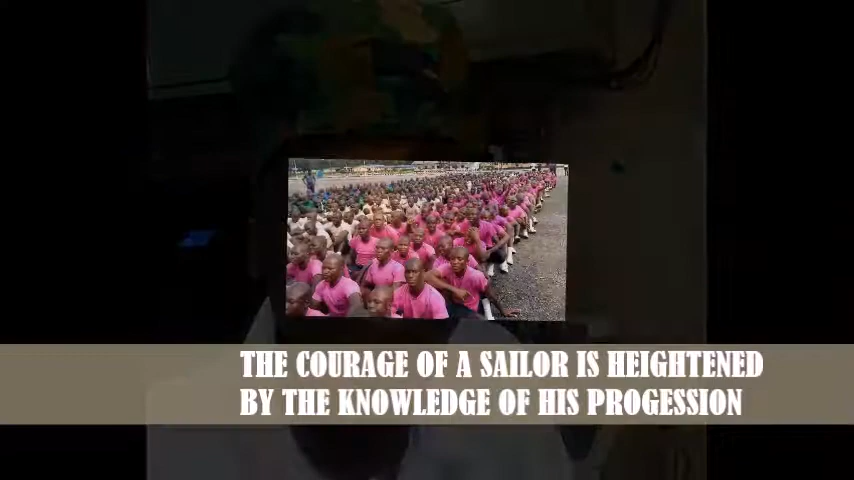 THE COURAGE OF A SAILOR IS HEIGHTENED
BY THE KNOWLEDGE OF HIS PROGESSION